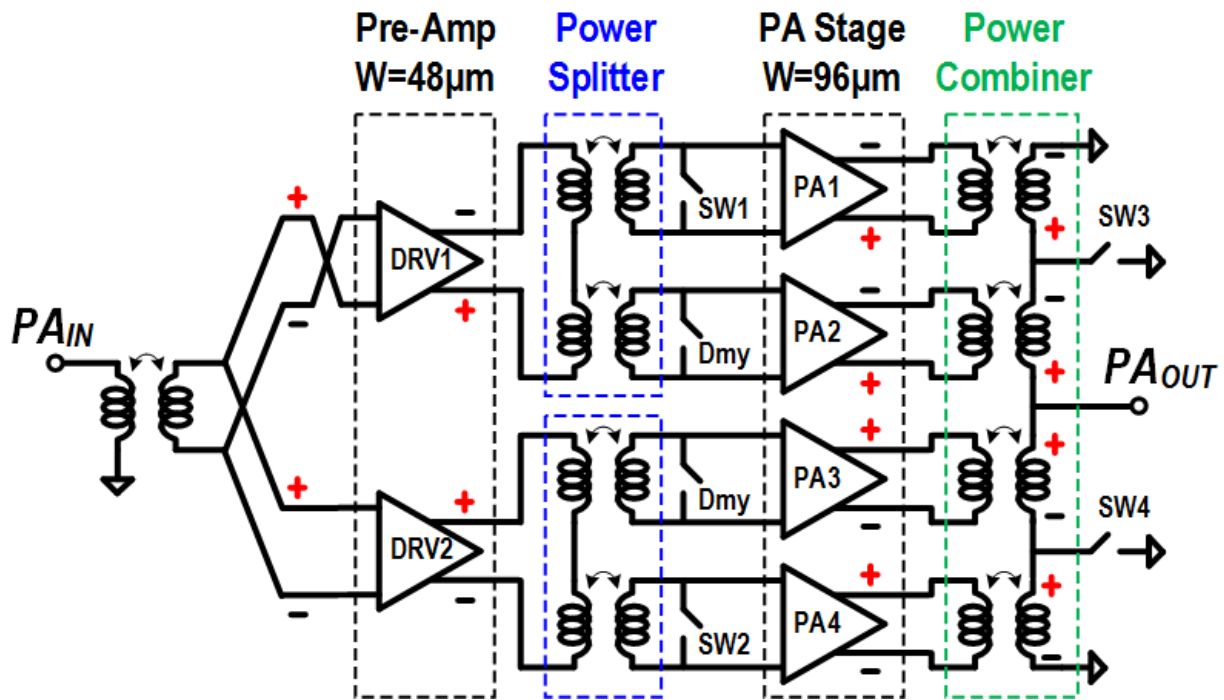 Pre-Amp
W=48μm
Power
Splitter
PA Stage
W=96μm
Power
Combiner
+
-
DRV1
-
+
SW1
PA1
-
+
-
+
SW3
PA_IN
Dmy
PA2
-
+
-
+
PA_OUT
+
-
DRV2
+
-
Dmy
PA3
+
-
+
-
SW4
SW2
PA4
+
-
+
-